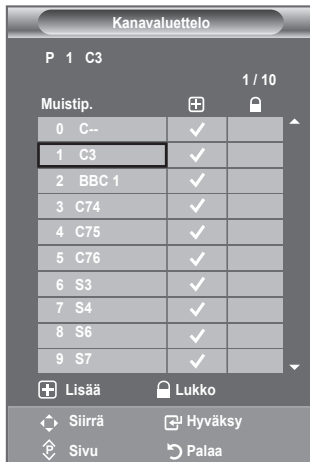 Kanavaluettelo
P 1 C3
1 / 10
Muistip.
0 C--
1 C3
2 BBC 1
3 C74
4 C75
5 C76
6 S3
7 S4
8 S6
9 S7
Lisää Lukko
Siirrä Hyväksy
P Sivu Palaa